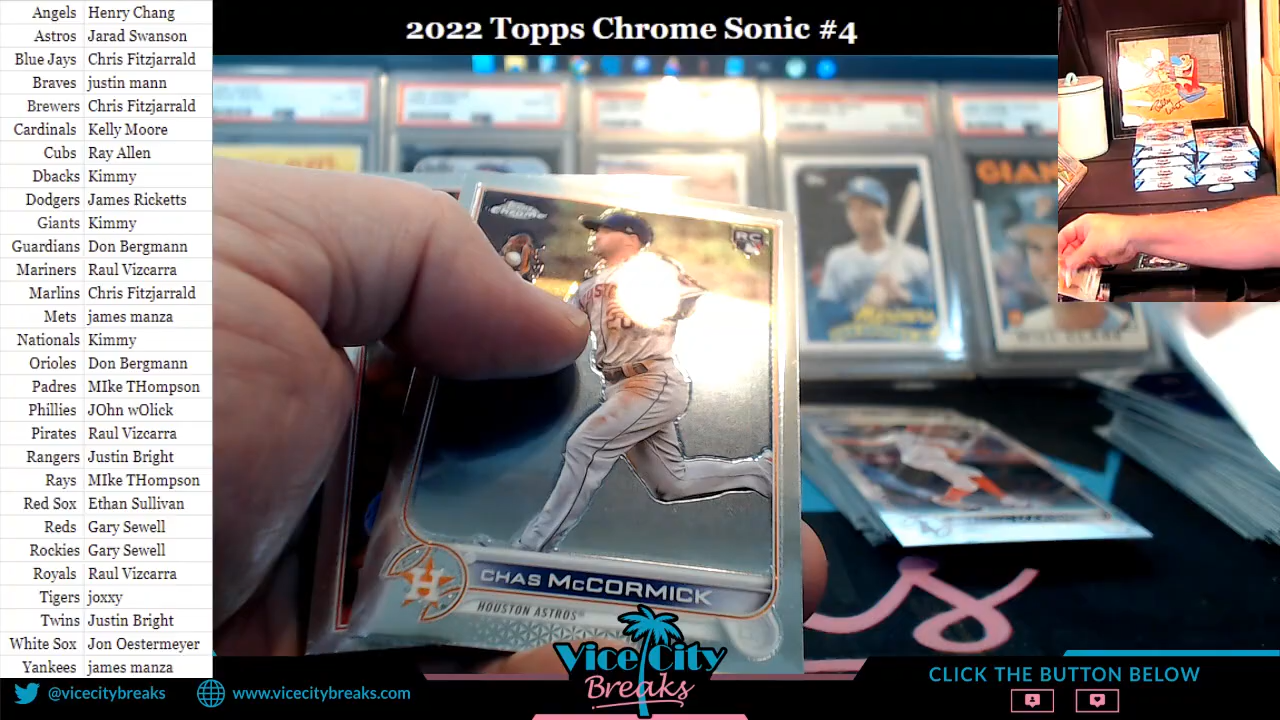 2022 Topps Chrome Sonic #4
Angels Henry Chang
Astros Jarad Swanson
Blue Jays Chris Fitzjarrald
Braves justin mann
Brewers Chris Fitzjarrald
Cardinals Kelly Moore
Cubs Ray Allen
Dbacks Kimmy
Dodgers James Ricketts
Giants Kimmy
Guardians Don Bergmann
Mariners Raul Vizcarra
Marlins Chris Fitzjarrald
Mets james manza
Nationals Kimmy
Orioles Don Bergmann
Padres MIke THompson
Phillies JOhn wOlick
Pirates Raul Vizcarra
Rangers Justin Bright
Rays MIke THompson
Red Sox Ethan Sullivan
Reds Gary Sewell
Rockies Gary Sewell
Royals Raul Vizcarra
Tigers joxxy
Twins Justin Bright
White Sox Jon Oestermeyer
Yankees james manza
CHROME
RC
CHAS McCORMICK
HOUSTON ASTROS
H
Vice City
Breaks
@vicecitybreaks
www.vicecitybreaks.com
CLICK THE BUTTON BELOW